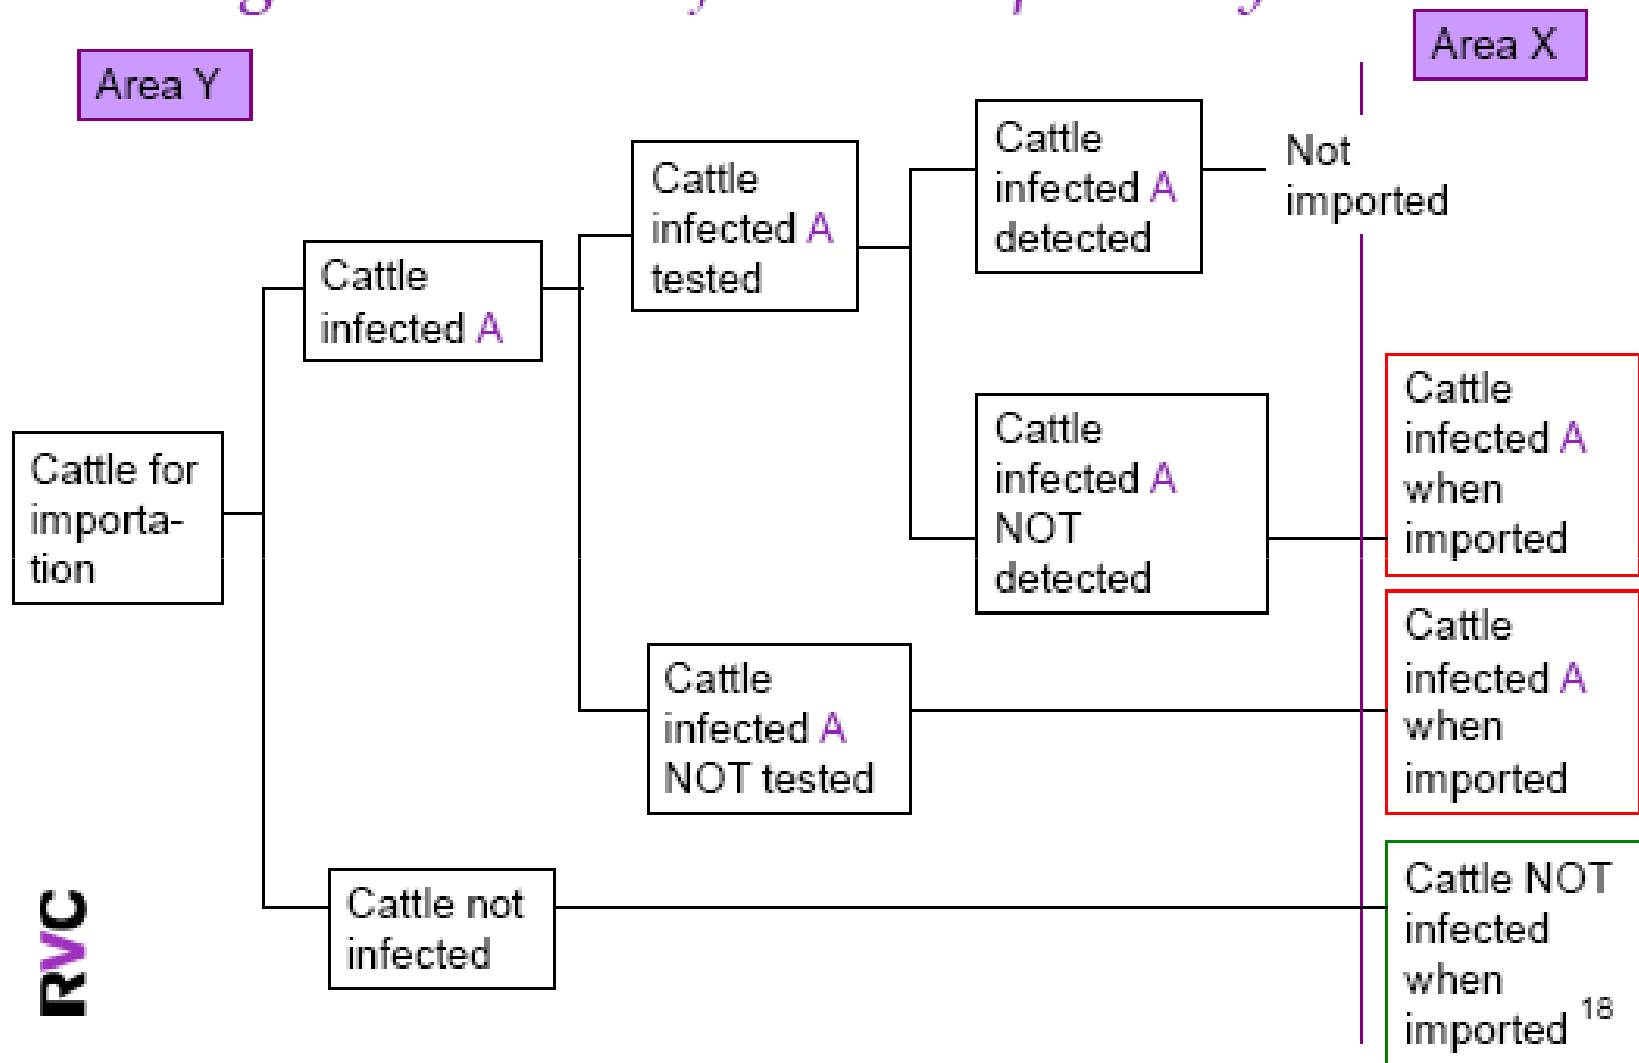 Area Y
Area X
Cattle
infected A
detected
Not
imported
Cattle
infected A
tested
Cattle
infected A
Cattle
infected A
NOT
detected
Cattle
infected A
when
imported
Cattle for
importa-
tion
Cattle
infected A
NOT tested
Cattle
infected A
when
imported
Cattle not
infected
Cattle NOT
infected
when
imported
RVC
18